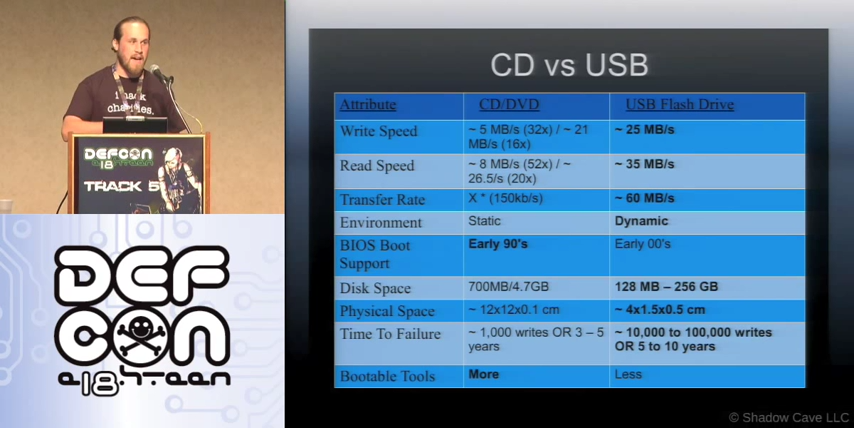 I hack
charities.
DEFCON
18
TRACK 5
DEF
CON
e18hteen
CD vs USB
Attribute CD/DVD USB Flash Drive
Write Speed ~ 5 MB/s (32x) / ~ 21 MB/s (16x) ~ 25 MB/s
Read Speed ~ 8 MB/s (52x) / ~ 26.5/s (20x) ~ 35 MB/s
Transfer Rate X * (150kb/s) ~ 60 MB/s
Environment Static Dynamic
BIOS Boot Support Early 90's Early 00's
Disk Space 700MB/4.7GB 128 MB – 256 GB
Physical Space ~ 12x12x0.1 cm ~ 4x1.5x0.5 cm
Time To Failure ~ 1,000 writes OR 3 – 5 years ~ 10,000 to 100,000 writes OR 5 to 10 years
Bootable Tools More Less
© Shadow Cave LLC